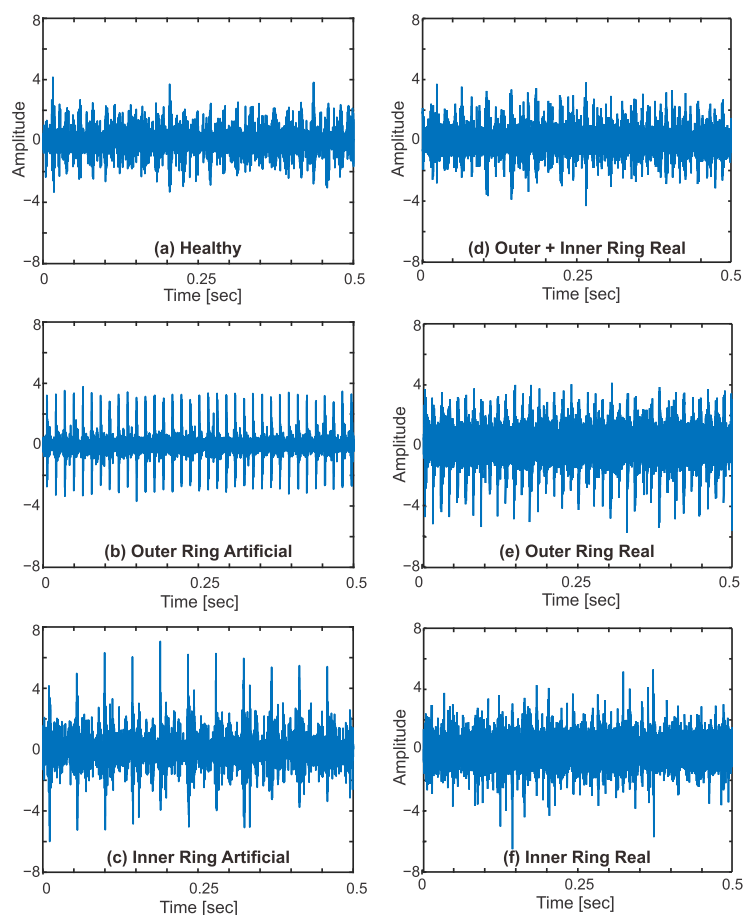 8
4
0
−4
−8
Amplitude
(a) Healthy
0
0.25
0.5
Time [sec]
8
4
0
−4
−8
Amplitude
(d) Outer + Inner Ring Real
0
0.25
0.5
Time [sec]
8
4
0
−4
−8
Amplitude
(b) Outer Ring Artificial
0
0.25
0.5
Time [sec]
8
4
0
−4
−8
Amplitude
(e) Outer Ring Real
0
0.25
0.5
Time [sec]
8
4
0
−4
−8
Amplitude
(c) Inner Ring Artificial
0
0.25
0.5
Time [sec]
8
4
0
−4
−8
Amplitude
(f) Inner Ring Real
0
0.25
0.5
Time [sec]